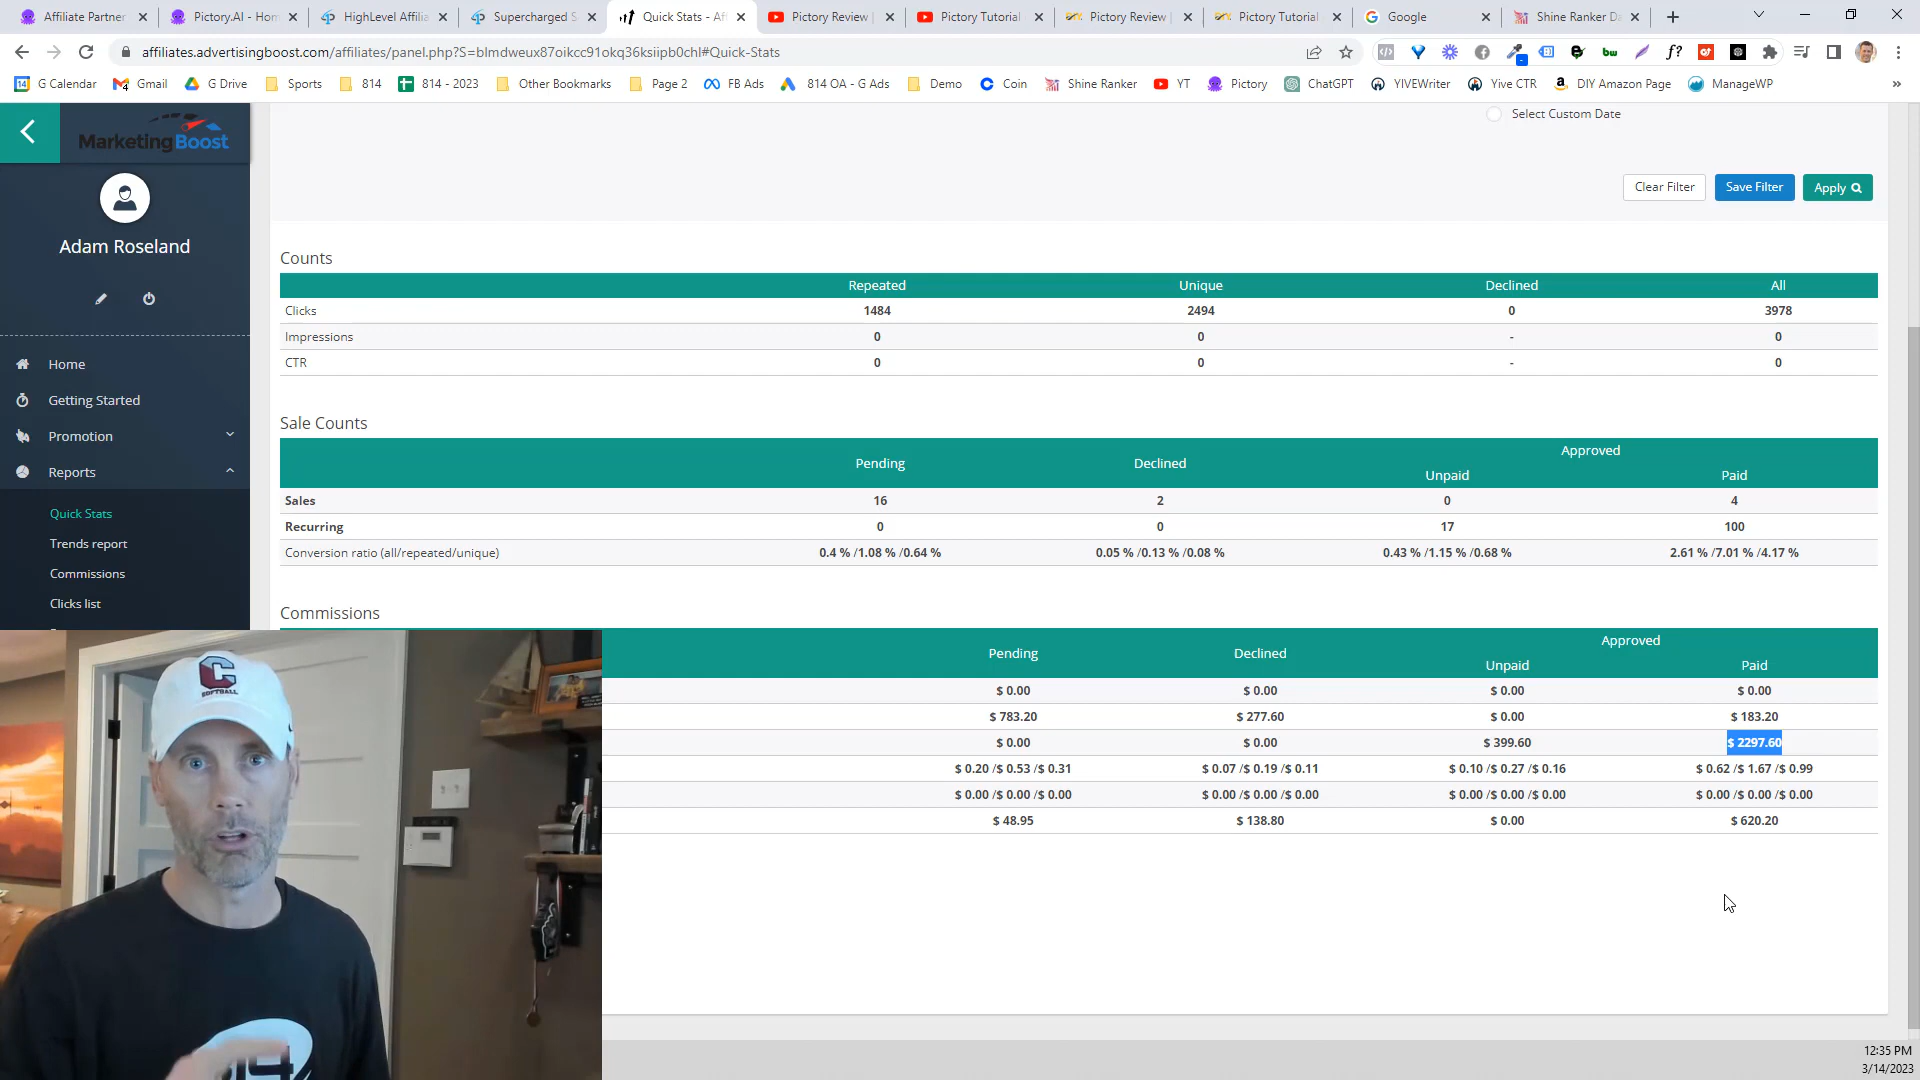 Affiliate Partner
Pictory.AI - Hom
HighLevel Affilia
Supercharged S
Quick Stats - Af
Pictory Review |
Pictory Tutorial
Pictory Review |
Pictory Tutorial
Google
Shine Ranker Da
affiliates.advertisingboost.com/affiliates/panel.php?S=blmdweux87oikcc91okq36ksiipb0chl#Quick-Stats
G Calendar
Gmail
G Drive
Sports
814
814 - 2023
Other Bookmarks
Page 2
FB Ads
814 OA - G Ads
Demo
Coin
Shine Ranker
YT
Pictory
ChatGPT
YIVEWriter
Yive CTR
DIY Amazon Page
ManageWP
MarketingBoost
Select Custom Date
Clear Filter
Save Filter
Apply
Adam Roseland
Home
Getting Started
Promotion
Reports
Quick Stats
Trends report
Commissions
Clicks list
Counts
Repeated Unique Declined All
Clicks 1484 2494 0 3978
Impressions 0 0 - 0
CTR 0 0 - 0
Sale Counts
Pending Declined Approved
Unpaid Paid
Sales 16 2 0 4
Recurring 0 0 17 100
Conversion ratio (all/repeated/unique) 0.4 % /1.08 % /0.64 % 0.05 % /0.13 % /0.08 % 0.43 % /1.15 % /0.68 % 2.61 % /7.01 % /4.17 %
Commissions
Pending Declined Approved
Unpaid Paid
$ 0.00 $ 0.00 $ 0.00 $ 0.00
$ 783.20 $ 277.60 $ 0.00 $ 183.20
$ 0.00 $ 0.00 $ 399.60 $ 2297.60
$ 0.20 /$ 0.53 /$ 0.31 $ 0.07 /$ 0.19 /$ 0.11 $ 0.10 /$ 0.27 /$ 0.16 $ 0.62 /$ 1.67 /$ 0.99
$ 0.00 /$ 0.00 /$ 0.00 $ 0.00 /$ 0.00 /$ 0.00 $ 0.00 /$ 0.00 /$ 0.00 $ 0.00 /$ 0.00 /$ 0.00
$ 48.95 $ 138.80 $ 0.00 $ 620.20
C
SOFTBALL
12:35 PM
3/14/2023